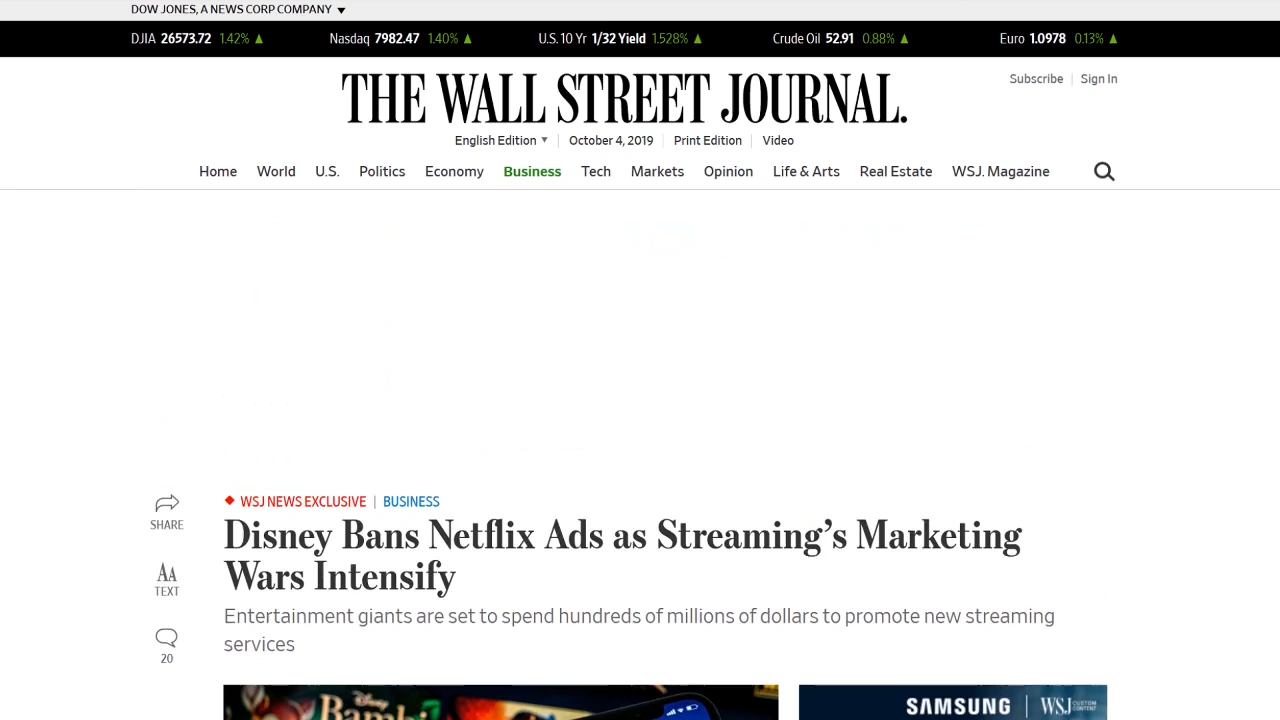 DOW JONES, A NEWS CORP COMPANY
DJIA 26573.72 1.42% Nasdaq 7982.47 1.40% U.S. 10 Yr 1/32 Yield 1.528% Crude Oil 52.91 0.88% Euro 1.0978 0.13%
Subscribe | Sign In
THE WALL STREET JOURNAL.
English Edition | October 4, 2019 | Print Edition | Video
Home World U.S. Politics Economy Business Tech Markets Opinion Life & Arts Real Estate WSJ. Magazine
WSJ NEWS EXCLUSIVE | BUSINESS
SHARE
Disney Bans Netflix Ads as Streaming’s Marketing
Wars Intensify
AA
TEXT
Entertainment giants are set to spend hundreds of millions of dollars to promote new streaming
services
20
Disney
Bambi
SAMSUNG | WSJ CUSTOM CONTENT